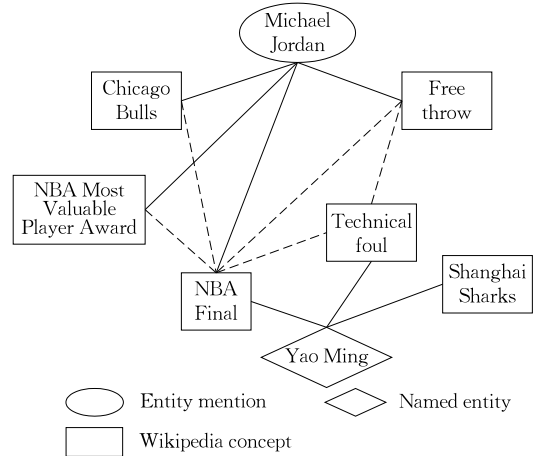 Michael
Jordan
Chicago
Bulls
Free
throw
NBA Most
Valuable
Player Award
Technical
foul
NBA
Final
Shanghai
Sharks
Yao Ming
Entity mention
Named entity
Wikipedia concept